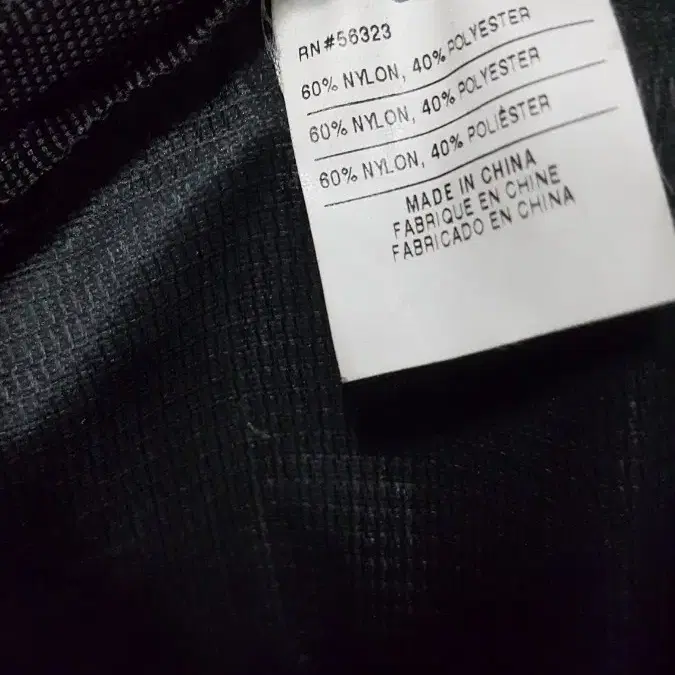 RN#56323
60% NYLON, 40% POLYESTER
60% NYLON, 40% POLYESTER
60% NYLON, 40% POLIÉSTER
MADE IN CHINA
FABRIQUE EN CHINE
FABRICADO EN CHINA